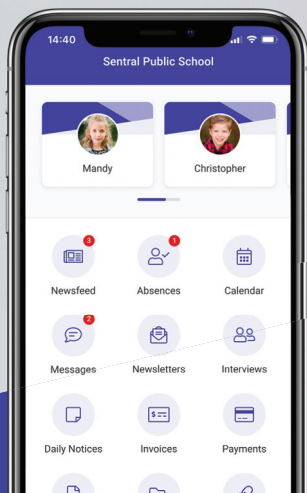 14:40
Sentral Public School
Mandy
Christopher
3
1
Newsfeed
Absences
Calendar
2
Messages
Newsletters
Interviews
Daily Notices
Invoices
Payments